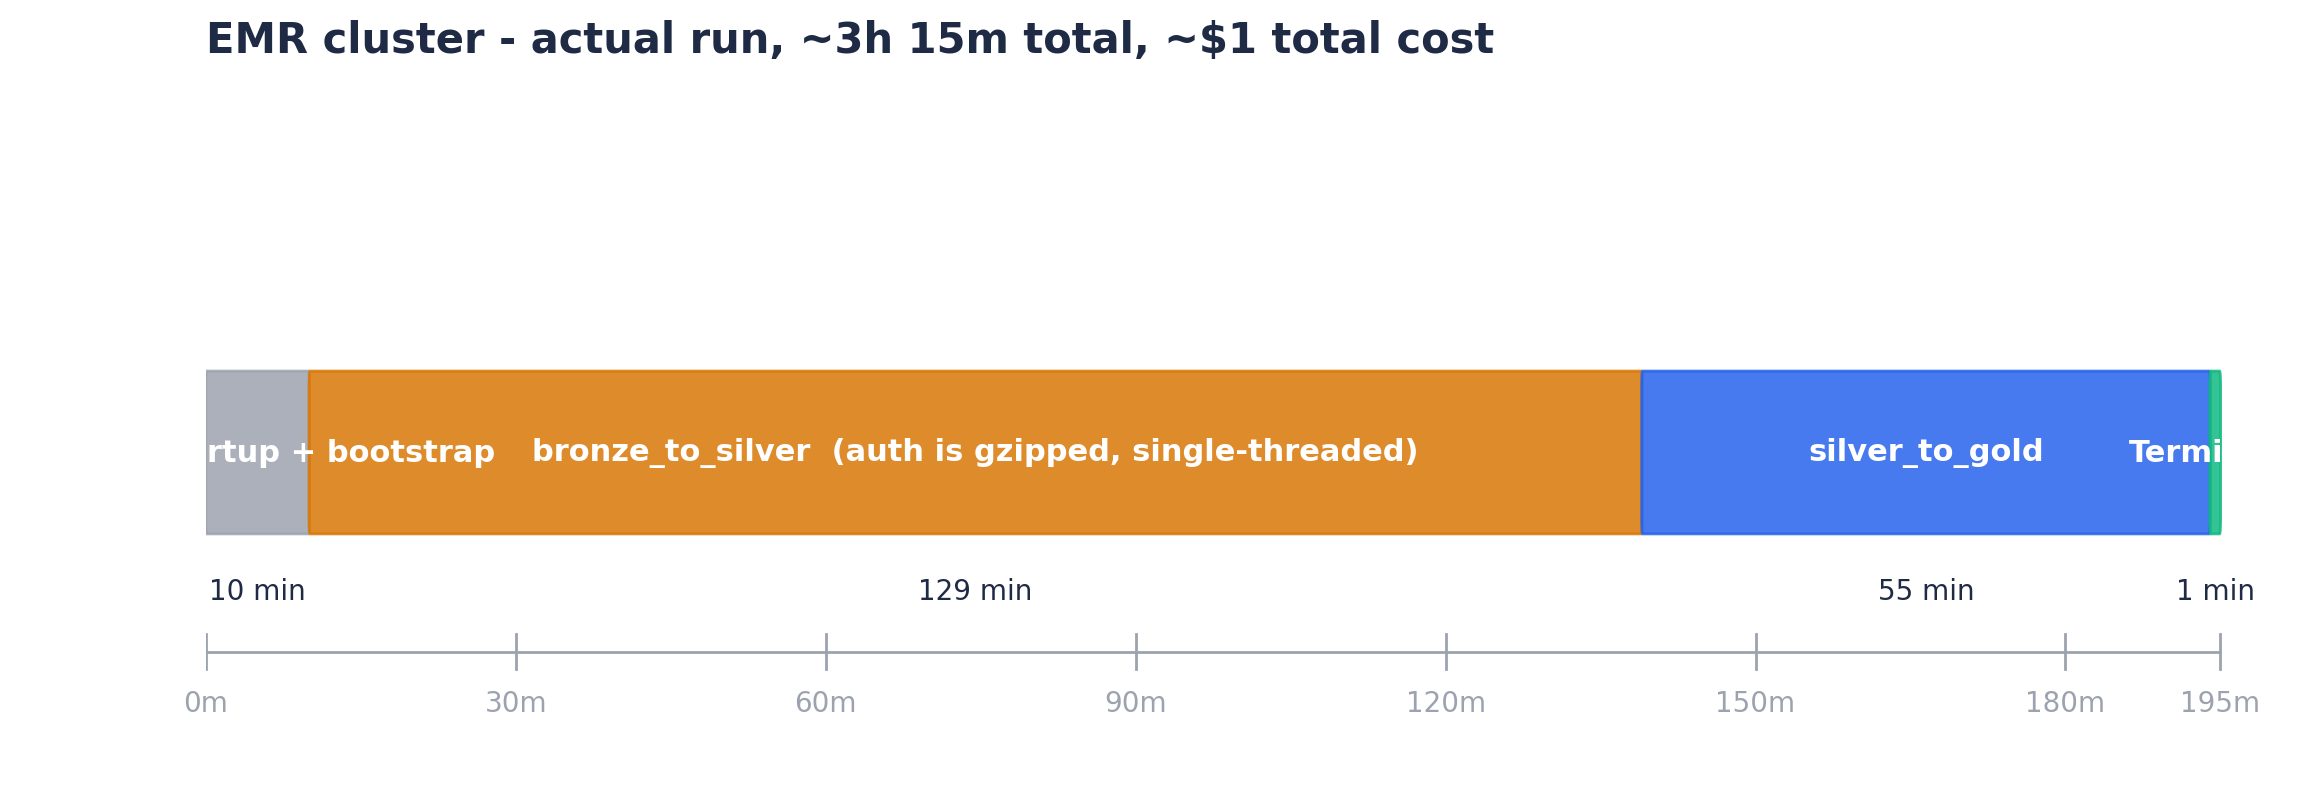 EMR cluster - actual run, ~3h 15m total, ~$1 total cost
rtup + bootstrap bronze_to_silver (auth is gzipped, single-threaded) silver_to_gold Termi
10 min 129 min 55 min 1 min
0m 30m 60m 90m 120m 150m 180m 195m